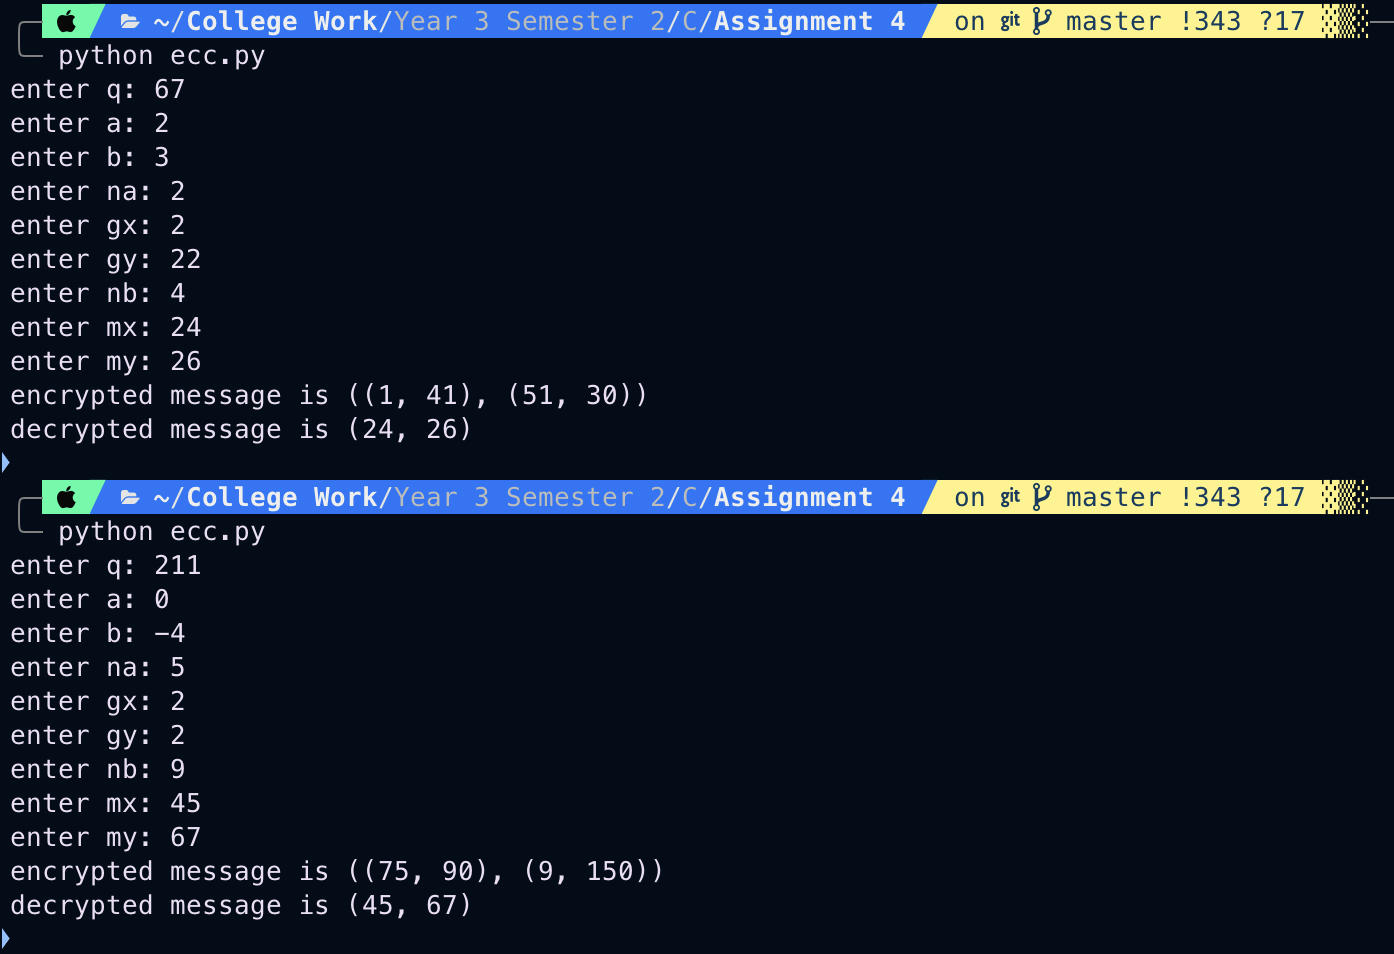 ~/College Work/Year 3 Semester 2/C/Assignment 4 on git master !343 ?17
python ecc.py
enter q: 67
enter a: 2
enter b: 3
enter na: 2
enter gx: 2
enter gy: 22
enter nb: 4
enter mx: 24
enter my: 26
encrypted message is ((1, 41), (51, 30))
decrypted message is (24, 26)
~/College Work/Year 3 Semester 2/C/Assignment 4 on git master !343 ?17
python ecc.py
enter q: 211
enter a: 0
enter b: -4
enter na: 5
enter gx: 2
enter gy: 2
enter nb: 9
enter mx: 45
enter my: 67
encrypted message is ((75, 90), (9, 150))
decrypted message is (45, 67)